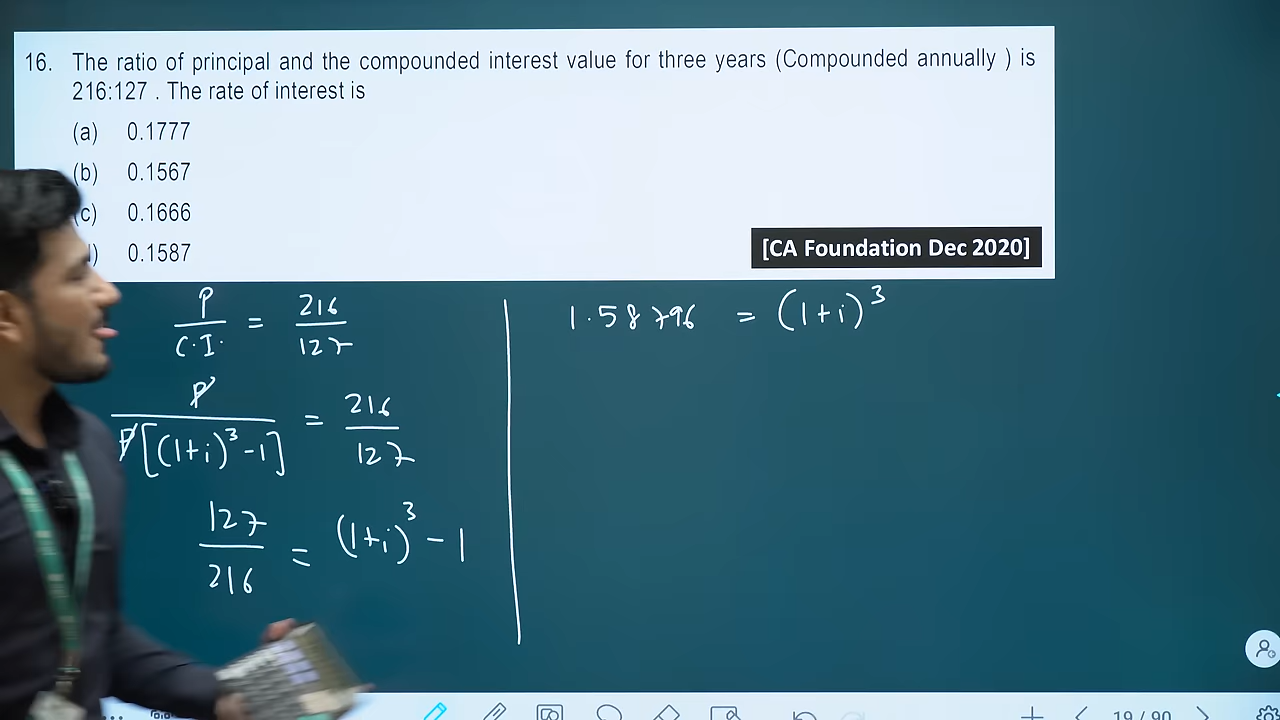 16. The ratio of principal and the compounded interest value for three years (Compounded annually ) is
216:127 . The rate of interest is
(a) 0.1777
(b) 0.1567
c) 0.1666
) 0.1587
[CA Foundation Dec 2020]
P/C.I. = 216/127
P/P[(1+i)³-1] = 216/127
127/216 = (1+i)³ - 1
1.58796 = (1+i)³
19 / 90